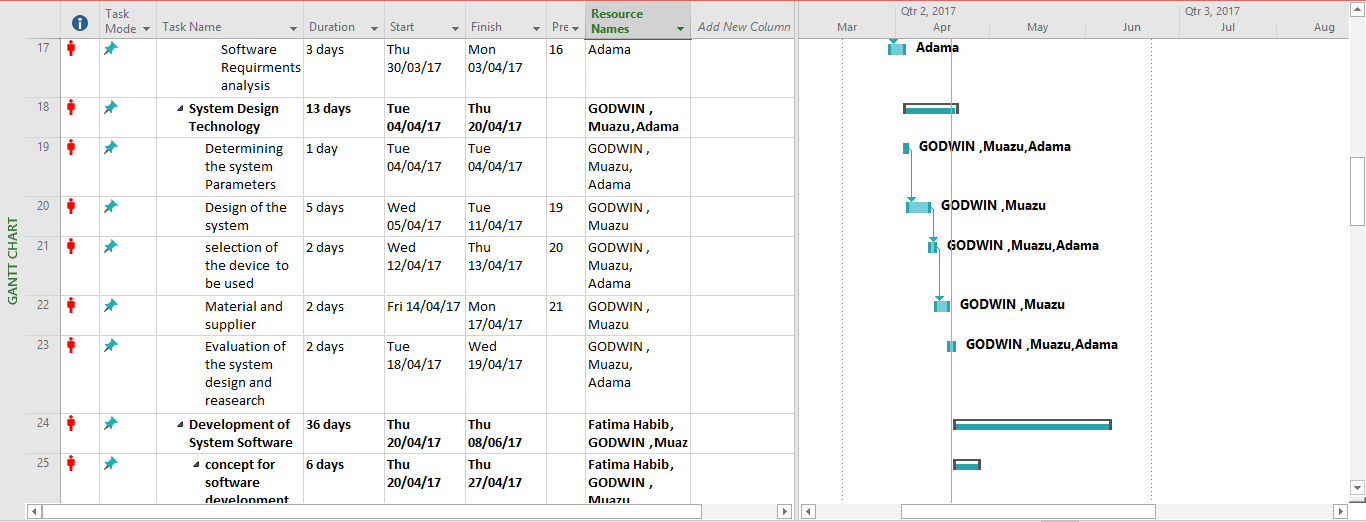 Qtr 2, 2017 Qtr 3, 2017
Task Mode Task Name Duration Start Finish Pre Resource Names Add New Column Mar Apr May Jun Jul Aug
GANTT CHART
17 Software Requirments analysis 3 days Thu 30/03/17 Mon 03/04/17 16 Adama Adama
18 System Design Technology 13 days Tue 04/04/17 Thu 20/04/17 GODWIN , Muazu,Adama
19 Determining the system Parameters 1 day Tue 04/04/17 Tue 04/04/17 GODWIN , Muazu, Adama GODWIN ,Muazu,Adama
20 Design of the system 5 days Wed 05/04/17 Tue 11/04/17 19 GODWIN , Muazu GODWIN ,Muazu
21 selection of the device to be used 2 days Wed 12/04/17 Thu 13/04/17 20 GODWIN , Muazu, Adama GODWIN ,Muazu,Adama
22 Material and supplier 2 days Fri 14/04/17 Mon 17/04/17 21 GODWIN , Muazu GODWIN ,Muazu
23 Evaluation of the system design and reasearch 2 days Tue 18/04/17 Wed 19/04/17 GODWIN , Muazu, Adama GODWIN ,Muazu,Adama
24 Development of System Software 36 days Thu 20/04/17 Thu 08/06/17 Fatima Habib, GODWIN ,Muaz
25 concept for software development 6 days Thu 20/04/17 Thu 27/04/17 Fatima Habib, GODWIN , Muazu